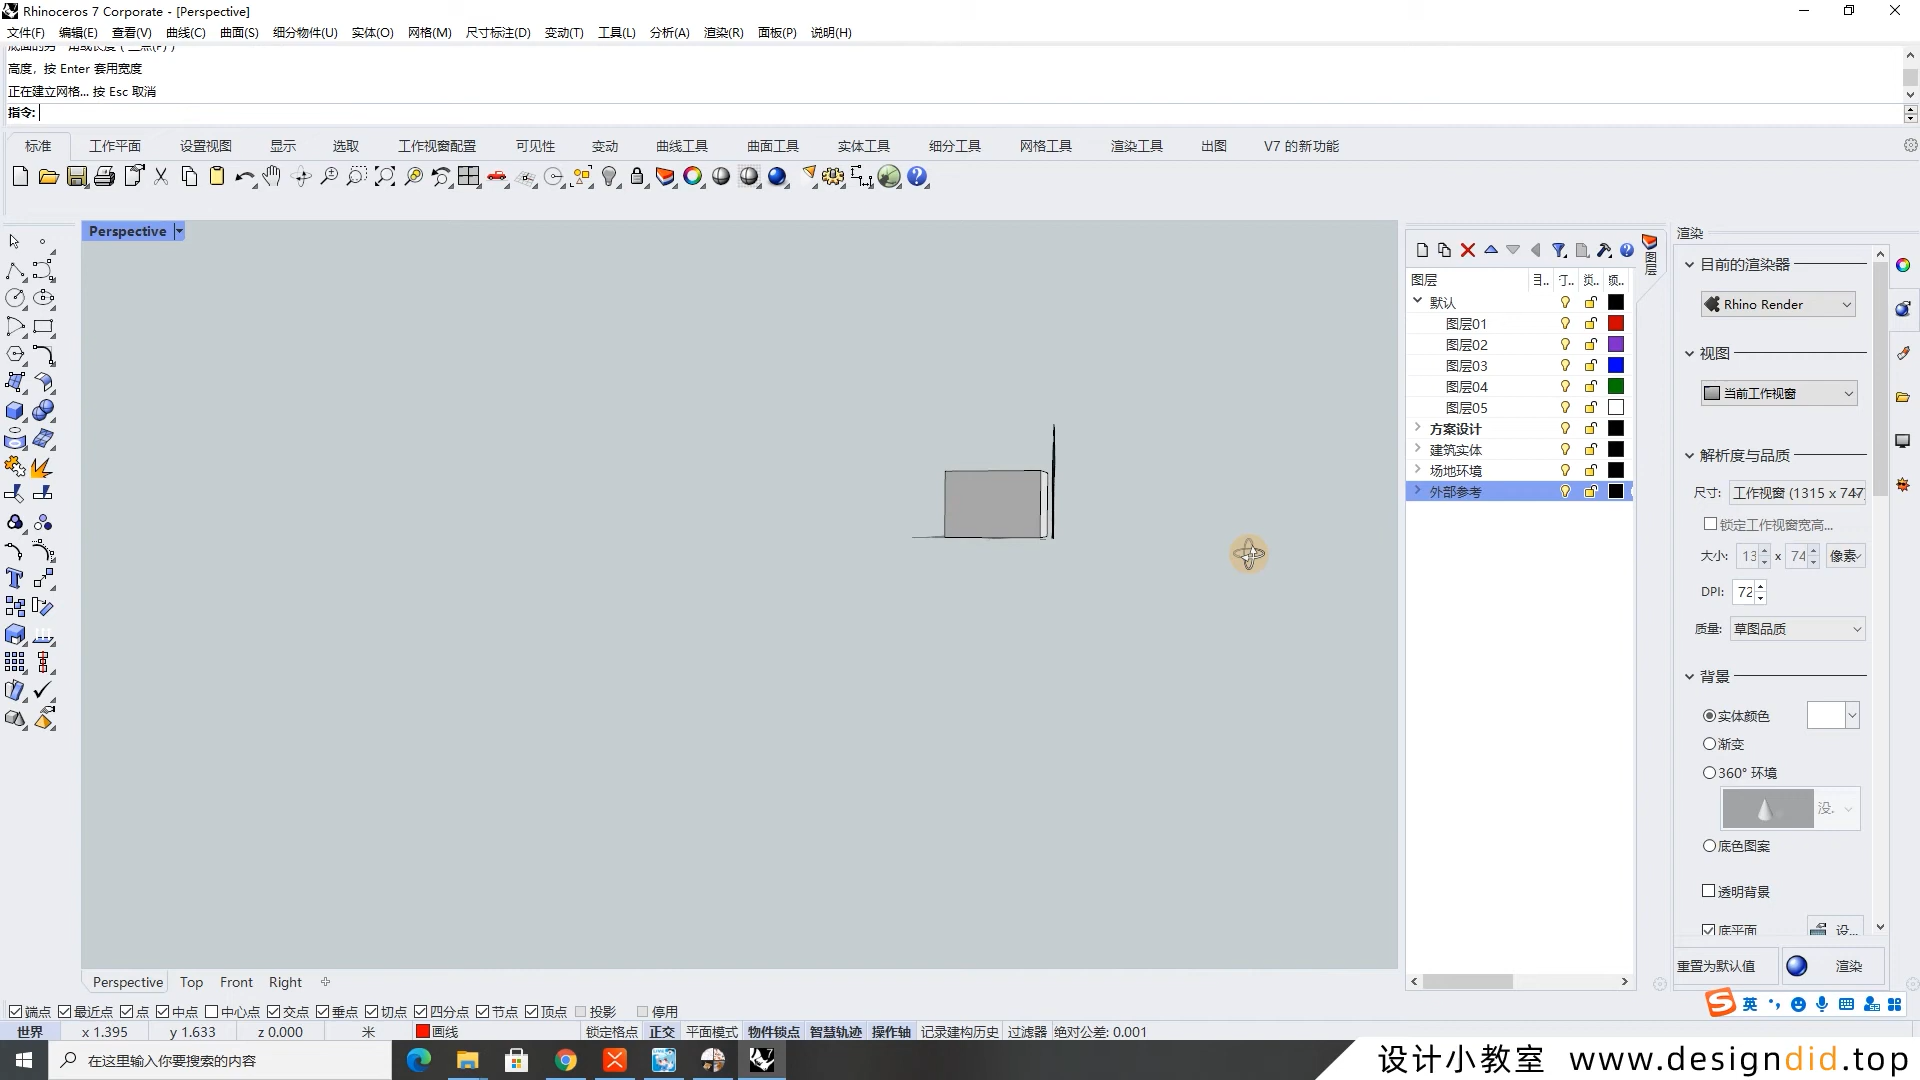 Rhinoceros 7 Corporate - [Perspective]
文件(F) 编辑(E) 查看(V) 曲线(C) 曲面(S) 细分物件(U) 实体(O) 网格(M) 尺寸标注(D) 变动(T) 工具(L) 分析(A) 渲染(R) 面板(P) 说明(H)
高度，按 Enter 套用宽度
正在建立网格... 按 Esc 取消
指令:
标准 工作平面 设置视图 显示 选取 工作视窗配置 可见性 变动 曲线工具 曲面工具 实体工具 细分工具 网格工具 渲染工具 出图 V7 的新功能
Perspective
图层
图层
默认
图层01
图层02
图层03
图层04
图层05
方案设计
建筑实体
场地环境
外部参考
渲染
目前的渲染器
Rhino Render
视图
当前工作视窗
解析度与品质
尺寸: 工作视窗 (1315 x 747)
锁定工作视窗宽高...
大小: 13 x 74 像素
DPI: 72
质量: 草图品质
背景
实体颜色
渐变
360° 环境
没.
底色图案
透明背景
底平面 设...
重置为默认值 渲染
Perspective Top Front Right
端点 最近点 点 中点 中心点 交点 垂点 切点 四分点 节点 顶点 投影 停用
英
世界 x 1.395 y 1.633 z 0.000 米 画线 锁定格点 正交 平面模式 物件锁点 智慧轨迹 操作轴 记录建构历史 过滤器 绝对公差: 0.001
在这里输入你要搜索的内容
设计小教室 www.designdid.top